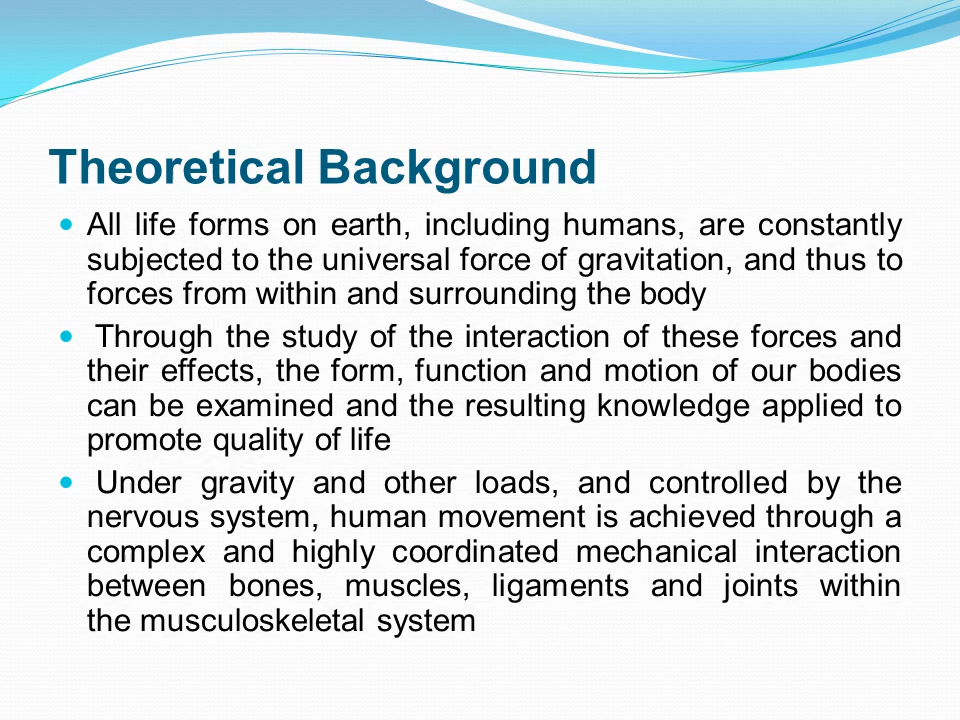 Theoretical Background
• All life forms on earth, including humans, are constantly
subjected to the universal force of gravitation, and thus to
forces from within and surrounding the body
• Through the study of the interaction of these forces and
their effects, the form, function and motion of our bodies
can be examined and the resulting knowledge applied to
promote quality of life
• Under gravity and other loads, and controlled by the
nervous system, human movement is achieved through a
complex and highly coordinated mechanical interaction
between bones, muscles, ligaments and joints within
the musculoskeletal system